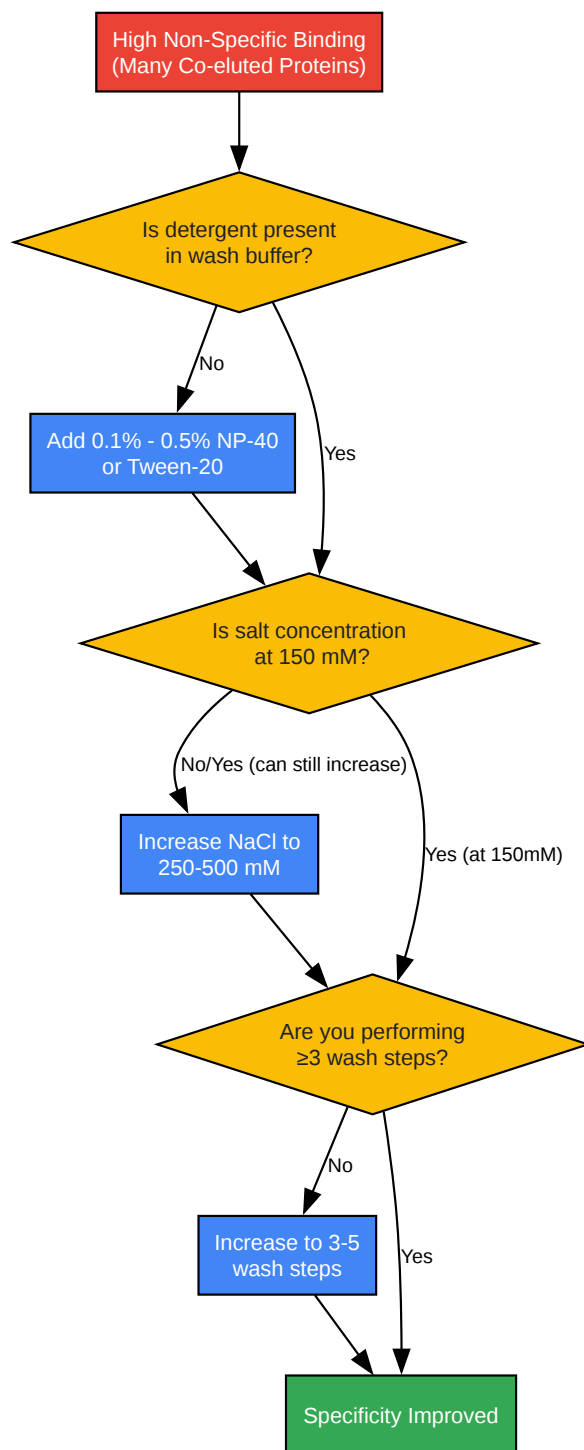 High Non-Specific Binding
(Many Co-eluted Proteins)
Is detergent present
in wash buffer?
No
Add 0.1% - 0.5% NP-40
or Tween-20
Yes
Is salt concentration
at 150 mM?
No/Yes (can still increase)
Increase NaCl to
250-500 mM
Yes (at 150mM)
Are you performing
≥3 wash steps?
No
Increase to 3-5
wash steps
Yes
Specificity Improved